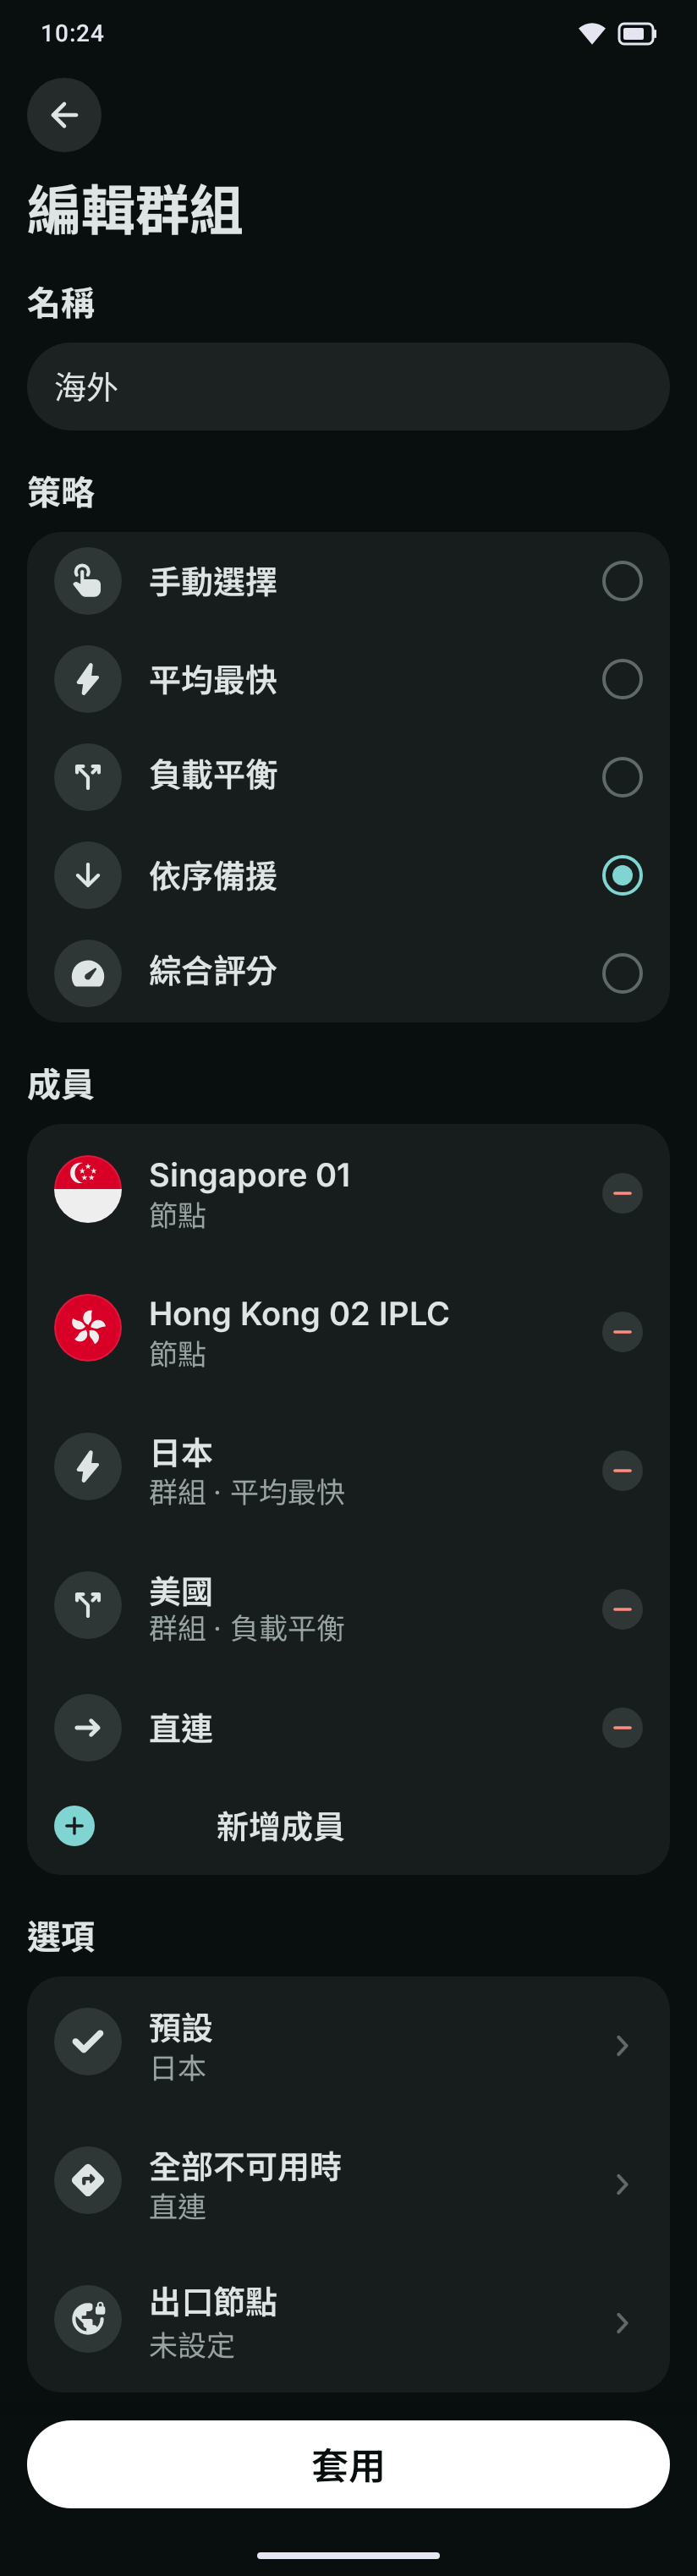 10:24
編輯群組
名稱
海外
策略
手動選擇
平均最快
負載平衡
依序備援
綜合評分
成員
Singapore 01
節點
Hong Kong 02 IPLC
節點
日本
群組 · 平均最快
美國
群組 · 負載平衡
直連
新增成員
選項
預設
日本
全部不可用時
直連
出口節點
未設定
套用